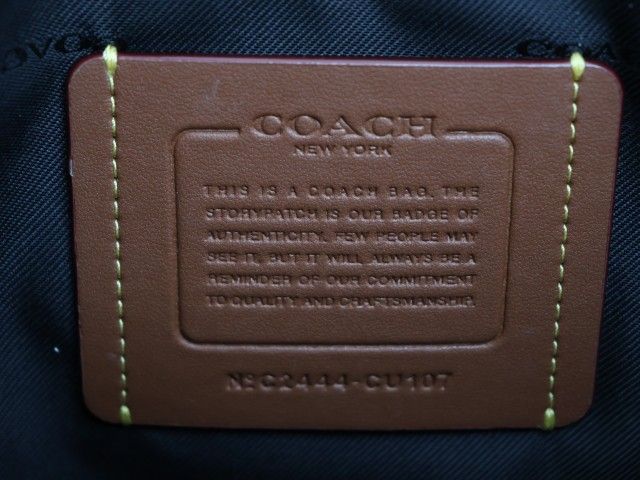 COACH
COACH
NEW YORK
THIS IS A COACH BAG. THE
STORYPATCH IS OUR BADGE OF
AUTHENTICITY. FEW PEOPLE MAY
SEE IT, BUT IT WILL ALWAYS BE A
REMINDER OF OUR COMMITMENT
TO QUALITY AND CRAFTSMANSHIP.
№ C2444-CU107